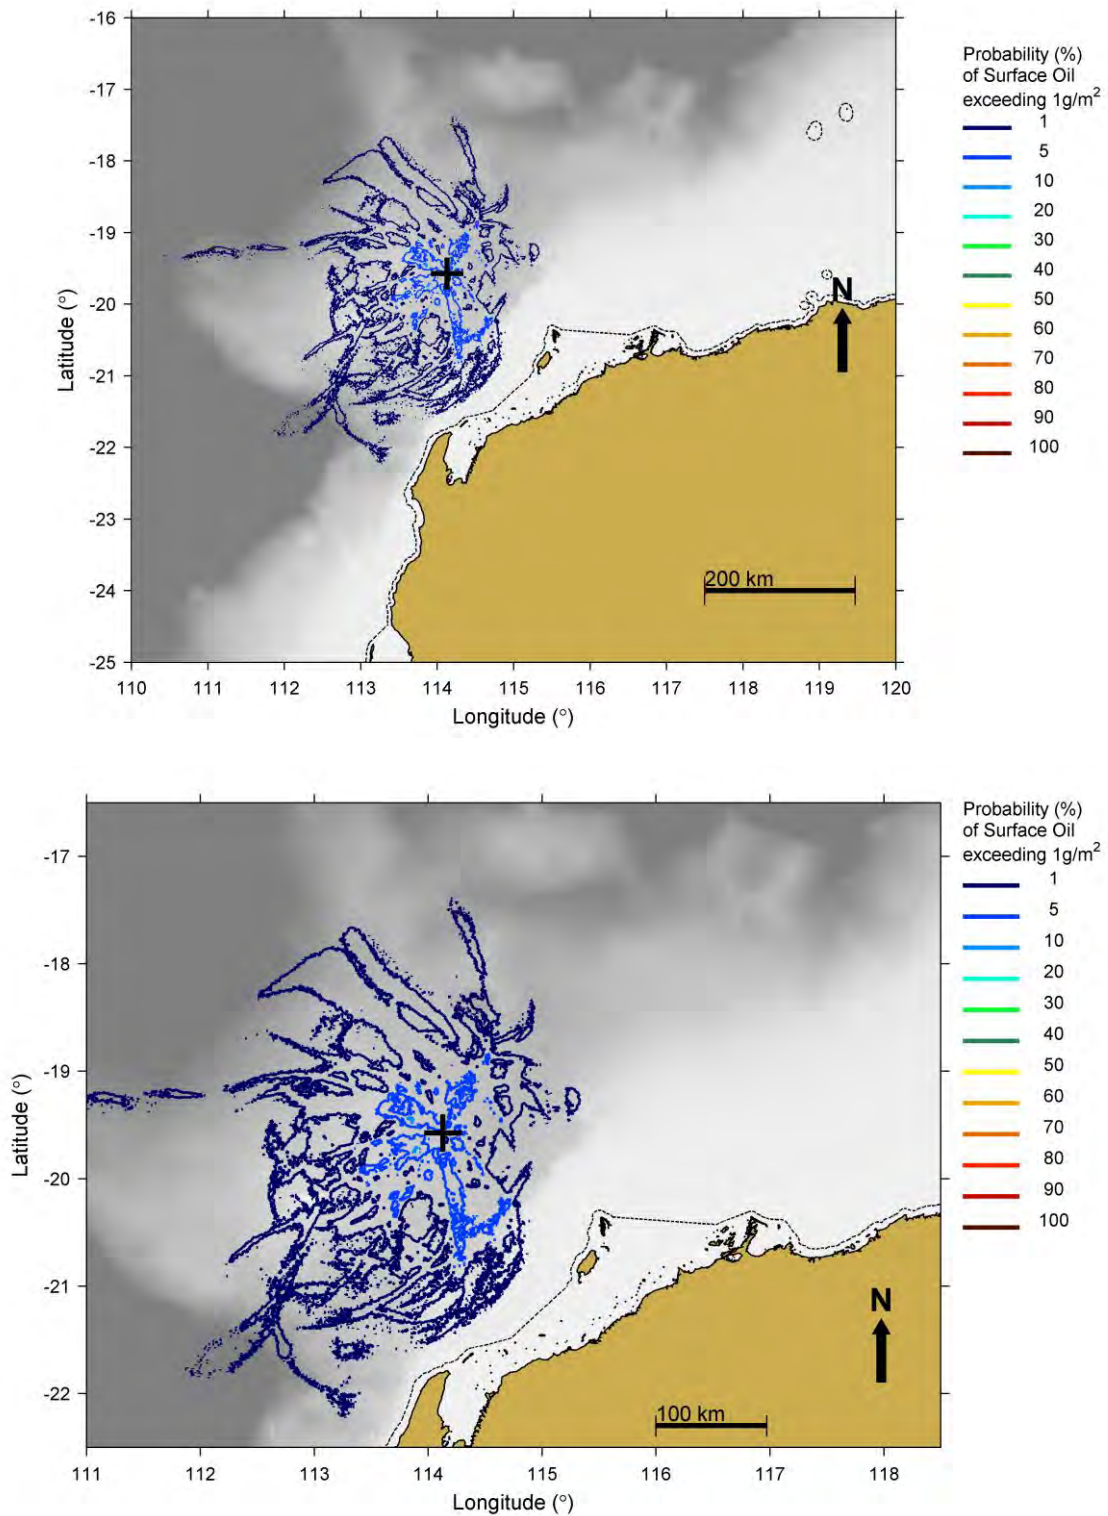 -16
-17
-18
-19
-20
-21
-22
-23
-24
-25
Latitude (°)
110 111 112 113 114 115 116 117 118 119 120
Longitude (°)
N
200 km
Probability (%)
of Surface Oil
exceeding 1g/m²
1
5
10
20
30
40
50
60
70
80
90
100
-17
-18
-19
-20
-21
-22
Latitude (°)
111 112 113 114 115 116 117 118
Longitude (°)
N
100 km
Probability (%)
of Surface Oil
exceeding 1g/m²
1
5
10
20
30
40
50
60
70
80
90
100